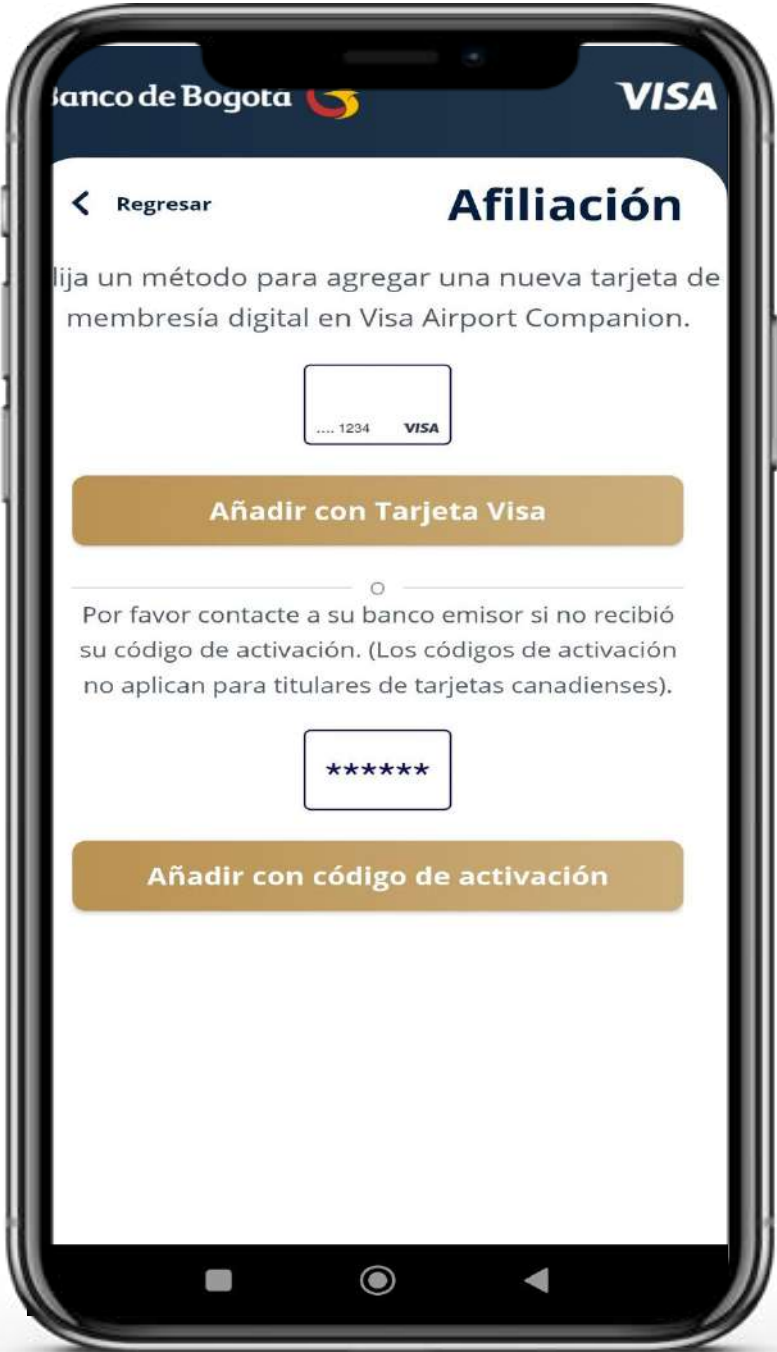 Banco de Bogotá VISA
Regresar Afiliación
lija un método para agregar una nueva tarjeta de
membresía digital en Visa Airport Companion.
.... 1234 VISA
Añadir con Tarjeta Visa
O
Por favor contacte a su banco emisor si no recibió
su código de activación. (Los códigos de activación
no aplican para titulares de tarjetas canadienses).
******
Añadir con código de activación